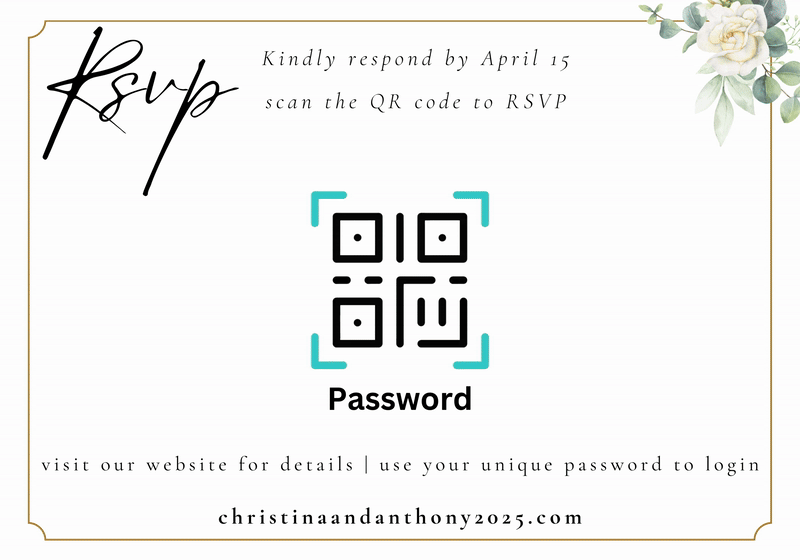 Rsvp
Kindly respond by April 15
scan the QR code to RSVP
Password
visit our website for details | use your unique password to login
christinaandanthony2025.com